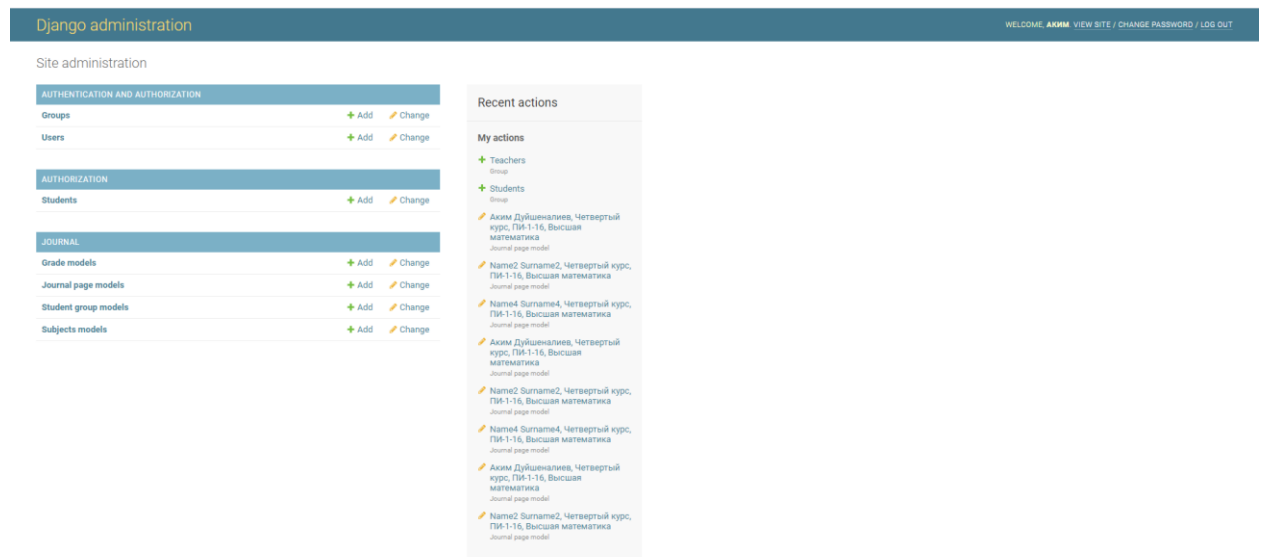 Django administration
WELCOME, АКИМ. VIEW SITE / CHANGE PASSWORD / LOG OUT
Site administration
AUTHENTICATION AND AUTHORIZATION
Groups + Add Change
Users + Add Change
AUTHORIZATION
Students + Add Change
JOURNAL
Grade models + Add Change
Journal page models + Add Change
Student group models + Add Change
Subjects models + Add Change
Recent actions
My actions
+ Teachers
Group
+ Students
Group
Аким Дуйшеналиев, Четвертый
курс, ПИ-1-16, Высшая
математика
Journal page model
Name2 Surname2, Четвертый курс,
ПИ-1-16, Высшая математика
Journal page model
Name4 Surname4, Четвертый курс,
ПИ-1-16, Высшая математика
Journal page model
Аким Дуйшеналиев, Четвертый
курс, ПИ-1-16, Высшая
математика
Journal page model
Name2 Surname2, Четвертый курс,
ПИ-1-16, Высшая математика
Journal page model
Name4 Surname4, Четвертый курс,
ПИ-1-16, Высшая математика
Journal page model
Аким Дуйшеналиев, Четвертый
курс, ПИ-1-16, Высшая
математика
Journal page model
Name2 Surname2, Четвертый курс,
ПИ-1-16, Высшая математика
Journal page model